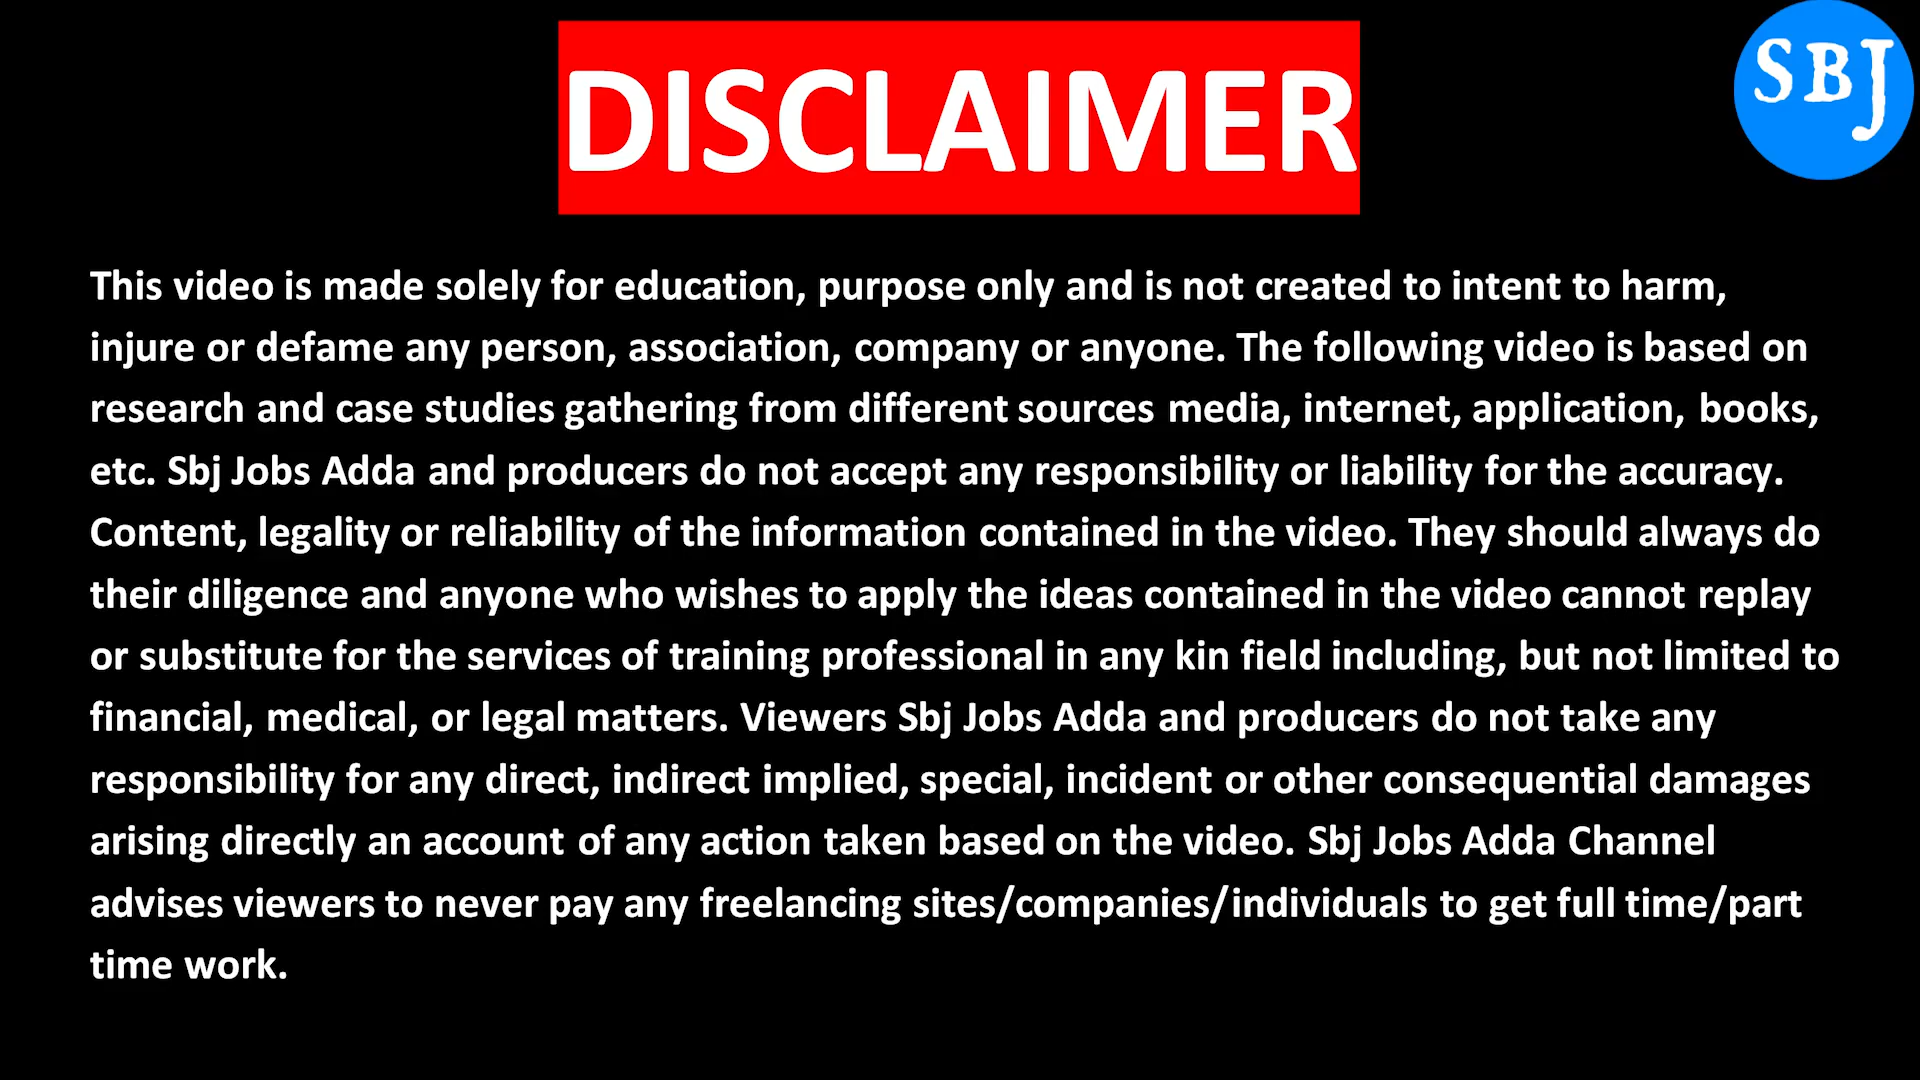 DISCLAIMER
SBJ
This video is made solely for education, purpose only and is not created to intent to harm,
injure or defame any person, association, company or anyone. The following video is based on
research and case studies gathering from different sources media, internet, application, books,
etc. Sbj Jobs Adda and producers do not accept any responsibility or liability for the accuracy.
Content, legality or reliability of the information contained in the video. They should always do
their diligence and anyone who wishes to apply the ideas contained in the video cannot replay
or substitute for the services of training professional in any kin field including, but not limited to
financial, medical, or legal matters. Viewers Sbj Jobs Adda and producers do not take any
responsibility for any direct, indirect implied, special, incident or other consequential damages
arising directly an account of any action taken based on the video. Sbj Jobs Adda Channel
advises viewers to never pay any freelancing sites/companies/individuals to get full time/part
time work.